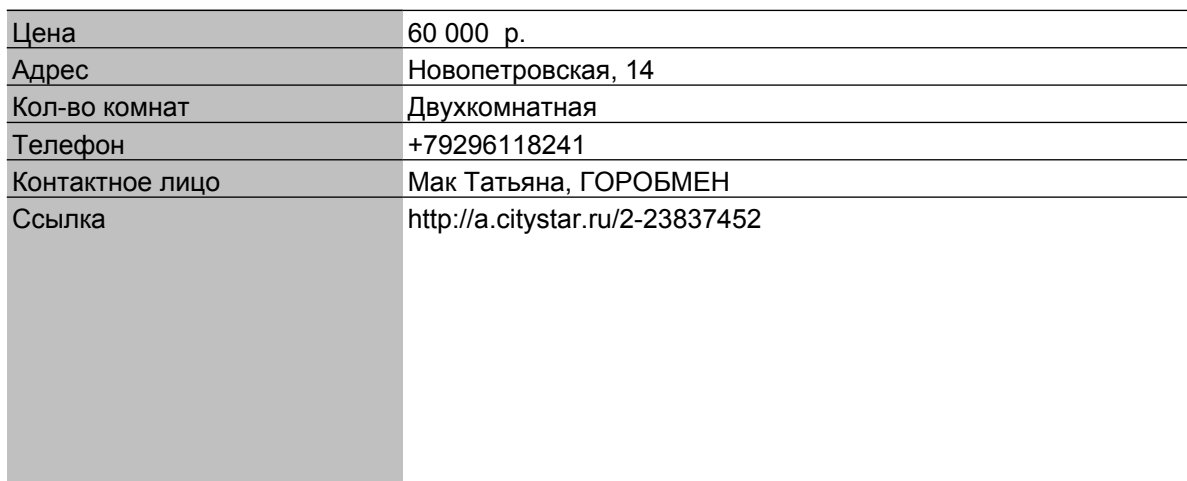 Цена 60 000 р.
Адрес Новопетровская, 14
Кол-во комнат Двухкомнатная
Телефон +79296118241
Контактное лицо Мак Татьяна, ГОРОБМЕН
Ссылка http://a.citystar.ru/2-23837452